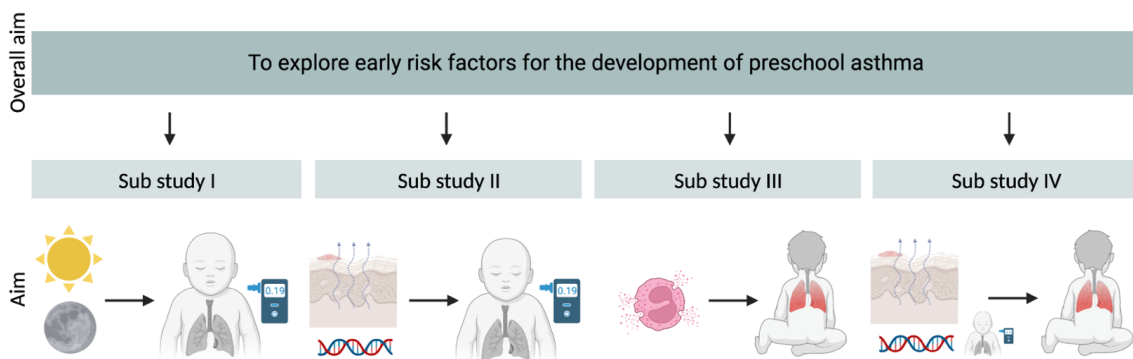 Overall aim
To explore early risk factors for the development of preschool asthma
Sub study I
Sub study II
Sub study III
Sub study IV
Aim
0.19
0.19